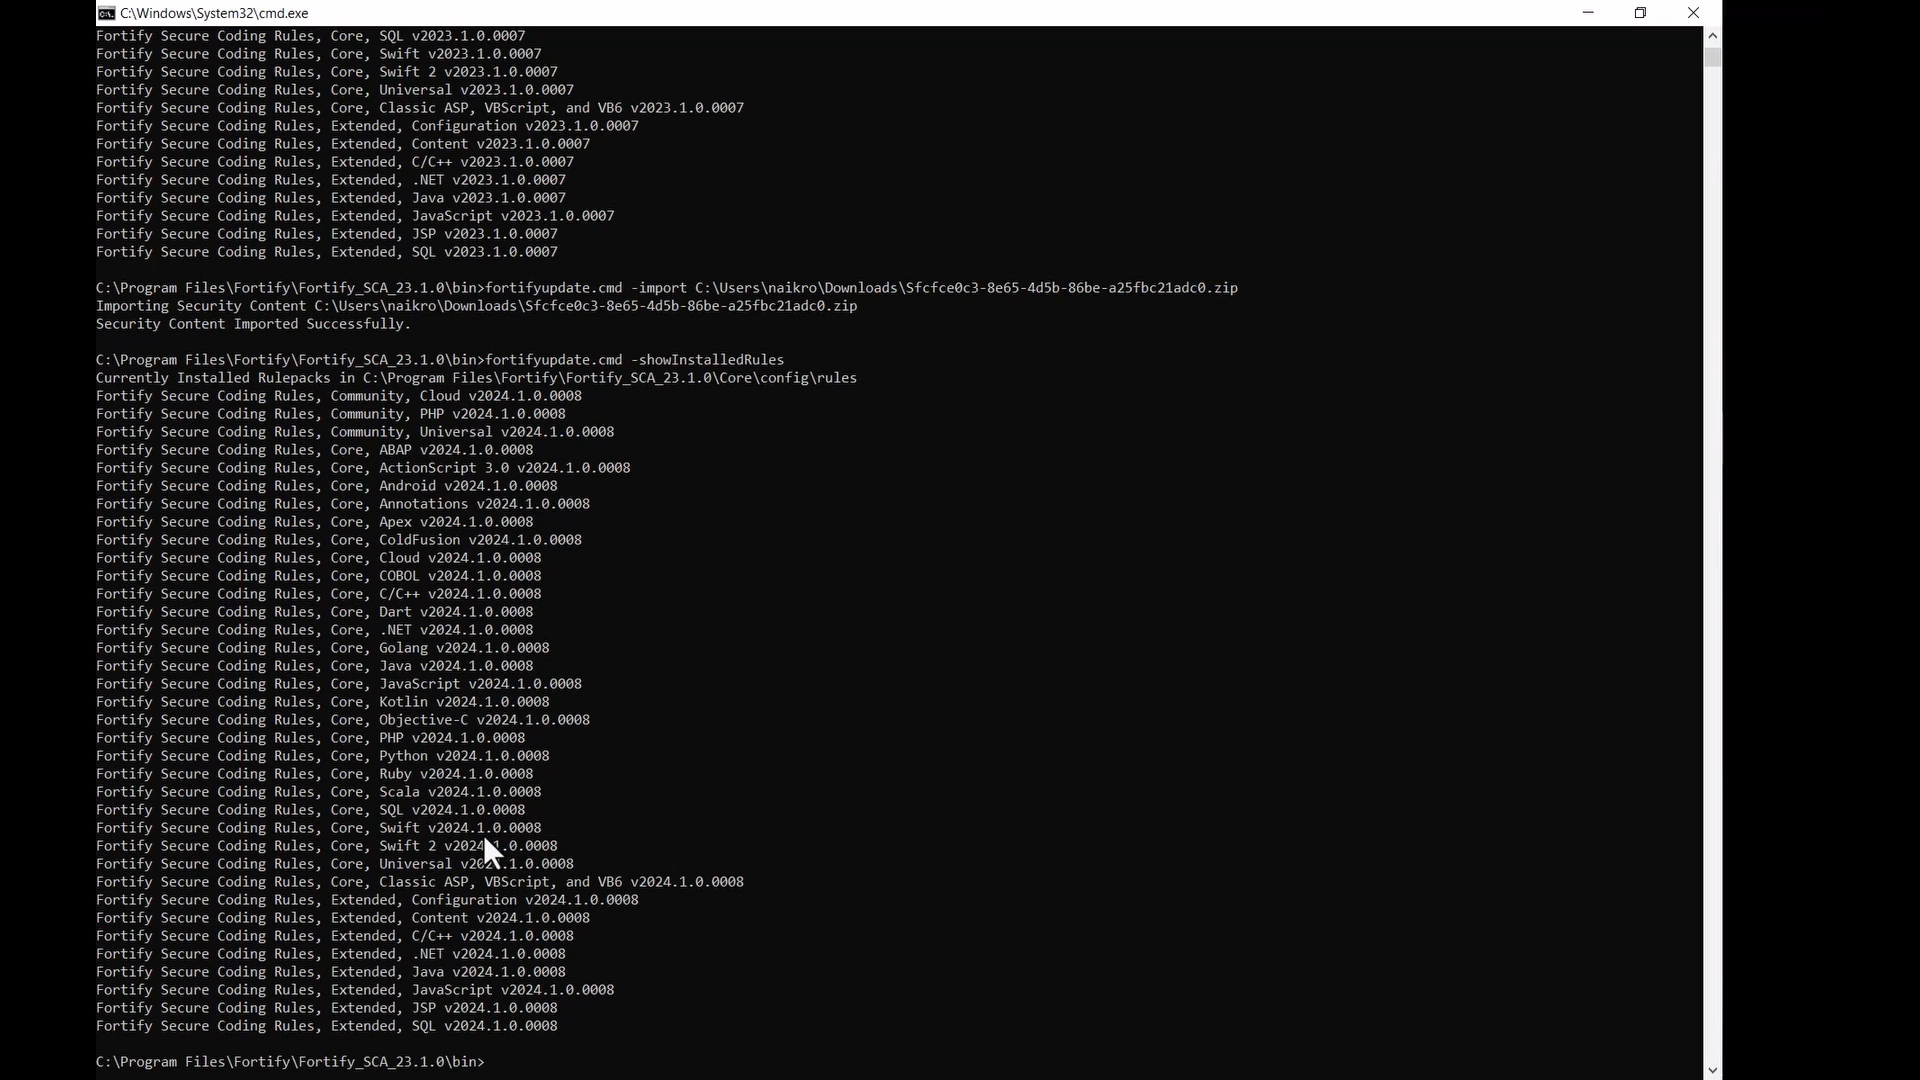 C:\Windows\System32\cmd.exe
Fortify Secure Coding Rules, Core, SQL v2023.1.0.0007
Fortify Secure Coding Rules, Core, Swift v2023.1.0.0007
Fortify Secure Coding Rules, Core, Swift 2 v2023.1.0.0007
Fortify Secure Coding Rules, Core, Universal v2023.1.0.0007
Fortify Secure Coding Rules, Core, Classic ASP, VBScript, and VB6 v2023.1.0.0007
Fortify Secure Coding Rules, Extended, Configuration v2023.1.0.0007
Fortify Secure Coding Rules, Extended, Content v2023.1.0.0007
Fortify Secure Coding Rules, Extended, C/C++ v2023.1.0.0007
Fortify Secure Coding Rules, Extended, .NET v2023.1.0.0007
Fortify Secure Coding Rules, Extended, Java v2023.1.0.0007
Fortify Secure Coding Rules, Extended, JavaScript v2023.1.0.0007
Fortify Secure Coding Rules, Extended, JSP v2023.1.0.0007
Fortify Secure Coding Rules, Extended, SQL v2023.1.0.0007
C:\Program Files\Fortify\Fortify_SCA_23.1.0\bin>fortifyupdate.cmd -import C:\Users\naikro\Downloads\Sfcfce0c3-8e65-4d5b-86be-a25fbc21adc0.zip
Importing Security Content C:\Users\naikro\Downloads\Sfcfce0c3-8e65-4d5b-86be-a25fbc21adc0.zip
Security Content Imported Successfully.
C:\Program Files\Fortify\Fortify_SCA_23.1.0\bin>fortifyupdate.cmd -showInstalledRules
Currently Installed Rulepacks in C:\Program Files\Fortify\Fortify_SCA_23.1.0\Core\config\rules
Fortify Secure Coding Rules, Community, Cloud v2024.1.0.0008
Fortify Secure Coding Rules, Community, PHP v2024.1.0.0008
Fortify Secure Coding Rules, Community, Universal v2024.1.0.0008
Fortify Secure Coding Rules, Core, ABAP v2024.1.0.0008
Fortify Secure Coding Rules, Core, ActionScript 3.0 v2024.1.0.0008
Fortify Secure Coding Rules, Core, Android v2024.1.0.0008
Fortify Secure Coding Rules, Core, Annotations v2024.1.0.0008
Fortify Secure Coding Rules, Core, Apex v2024.1.0.0008
Fortify Secure Coding Rules, Core, ColdFusion v2024.1.0.0008
Fortify Secure Coding Rules, Core, Cloud v2024.1.0.0008
Fortify Secure Coding Rules, Core, COBOL v2024.1.0.0008
Fortify Secure Coding Rules, Core, C/C++ v2024.1.0.0008
Fortify Secure Coding Rules, Core, Dart v2024.1.0.0008
Fortify Secure Coding Rules, Core, .NET v2024.1.0.0008
Fortify Secure Coding Rules, Core, Golang v2024.1.0.0008
Fortify Secure Coding Rules, Core, Java v2024.1.0.0008
Fortify Secure Coding Rules, Core, JavaScript v2024.1.0.0008
Fortify Secure Coding Rules, Core, Kotlin v2024.1.0.0008
Fortify Secure Coding Rules, Core, Objective-C v2024.1.0.0008
Fortify Secure Coding Rules, Core, PHP v2024.1.0.0008
Fortify Secure Coding Rules, Core, Python v2024.1.0.0008
Fortify Secure Coding Rules, Core, Ruby v2024.1.0.0008
Fortify Secure Coding Rules, Core, Scala v2024.1.0.0008
Fortify Secure Coding Rules, Core, SQL v2024.1.0.0008
Fortify Secure Coding Rules, Core, Swift v2024.1.0.0008
Fortify Secure Coding Rules, Core, Swift 2 v2024.1.0.0008
Fortify Secure Coding Rules, Core, Universal v2024.1.0.0008
Fortify Secure Coding Rules, Core, Classic ASP, VBScript, and VB6 v2024.1.0.0008
Fortify Secure Coding Rules, Extended, Configuration v2024.1.0.0008
Fortify Secure Coding Rules, Extended, Content v2024.1.0.0008
Fortify Secure Coding Rules, Extended, C/C++ v2024.1.0.0008
Fortify Secure Coding Rules, Extended, .NET v2024.1.0.0008
Fortify Secure Coding Rules, Extended, Java v2024.1.0.0008
Fortify Secure Coding Rules, Extended, JavaScript v2024.1.0.0008
Fortify Secure Coding Rules, Extended, JSP v2024.1.0.0008
Fortify Secure Coding Rules, Extended, SQL v2024.1.0.0008
C:\Program Files\Fortify\Fortify_SCA_23.1.0\bin>